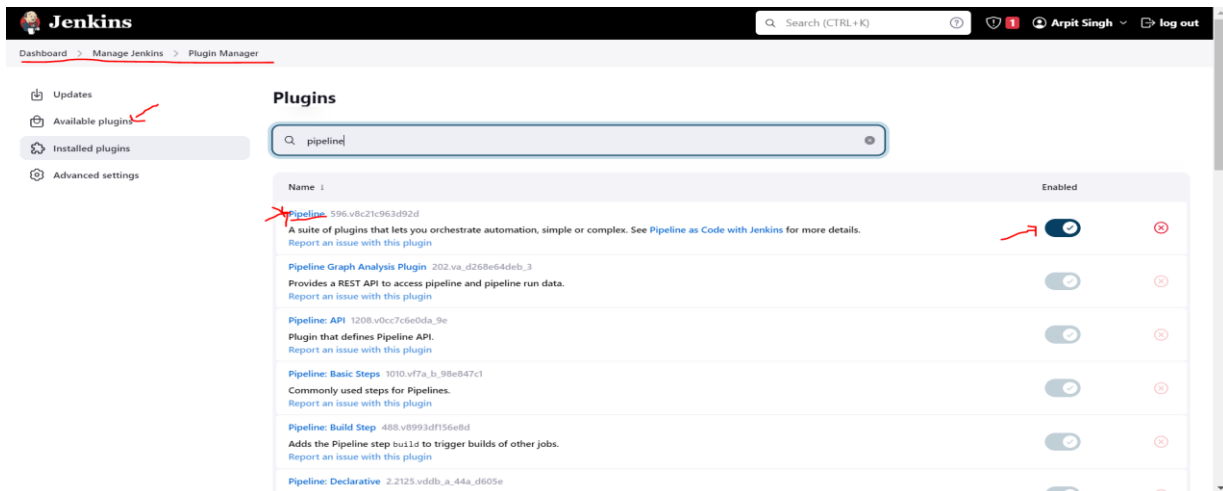 Jenkins
Search (CTRL+K)
1
Arpit Singh
log out
Dashboard > Manage Jenkins > Plugin Manager
Updates
Available plugins
Installed plugins
Advanced settings
Plugins
pipeline
Name ↓
Enabled
Pipeline 596.v8c21c963d92d
A suite of plugins that lets you orchestrate automation, simple or complex. See Pipeline as Code with Jenkins for more details.
Report an issue with this plugin
Pipeline Graph Analysis Plugin 202.va_d268e64deb_3
Provides a REST API to access pipeline and pipeline run data.
Report an issue with this plugin
Pipeline: API 1208.v0cc7c6e0da_9e
Plugin that defines Pipeline API.
Report an issue with this plugin
Pipeline: Basic Steps 1010.vf7a_b_98e847c1
Commonly used steps for Pipelines.
Report an issue with this plugin
Pipeline: Build Step 488.v8993df156e8d
Adds the Pipeline step build to trigger builds of other jobs.
Report an issue with this plugin
Pipeline: Declarative 2.2125.vddb_a_44a_d605e